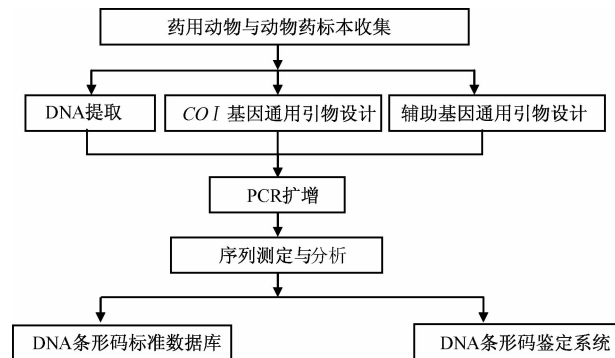 药用动物与动物药标本收集
DNA提取
COI 基因通用引物设计
辅助基因通用引物设计
PCR扩增
序列测定与分析
DNA条形码标准数据库
DNA条形码鉴定系统